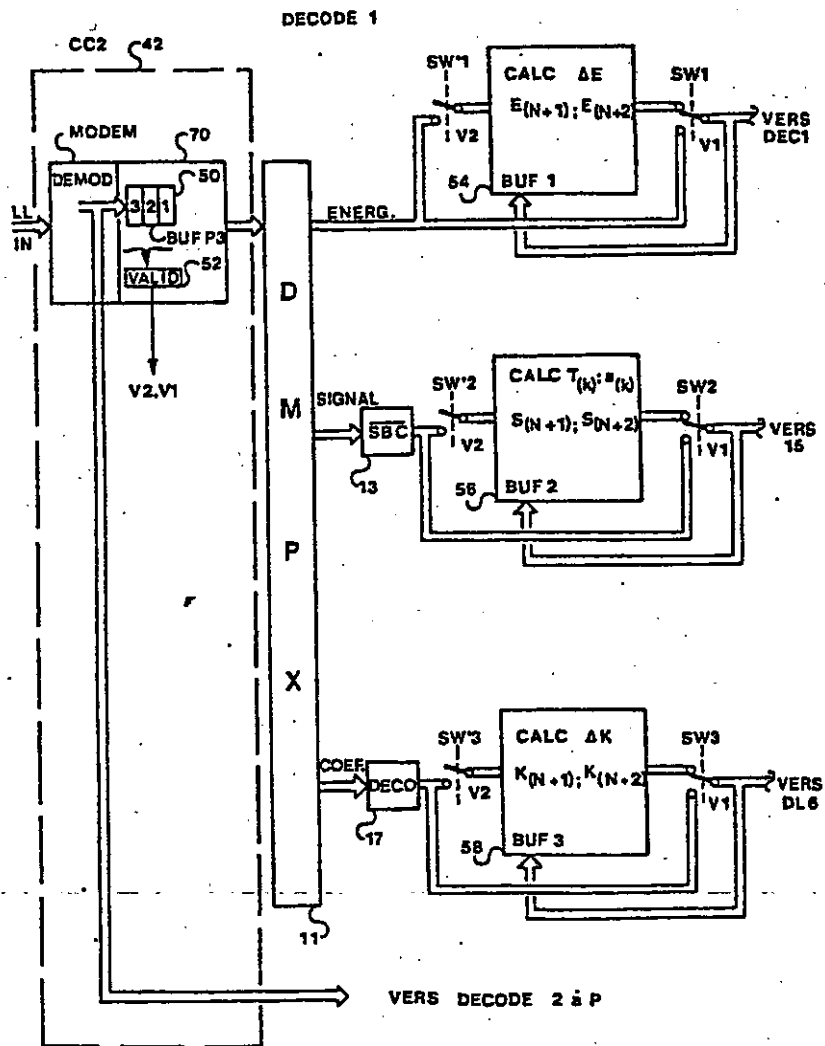 DECODE 1
CC2 42
MODEM 70
DEMOD
50
3 2 1
BUF P3
LL
IN
VALID 52
V2,V1
D
M
P
X
11
ENERG.
SW'1
V2
CALC ΔE
E(N+1); E(N+2)
BUF 1
54
SW1
V1
VERS
DEC1
SIGNAL
SBC
13
SW'2
V2
CALC T(k); a(k)
S(N+1); S(N+2)
BUF 2
56
SW2
V1
VERS
15
COEF.
DECO
17
SW'3
V2
CALC ΔK
K(N+1); K(N+2)
BUF 3
58
SW3
V1
VERS
DL6
VERS DECODE 2 à P